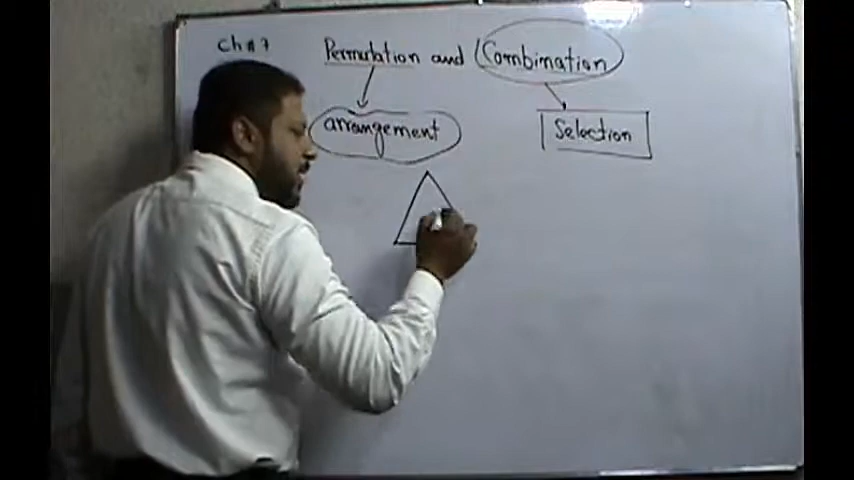 Ch # 7
Permutation and Combination
arrangement
Selection